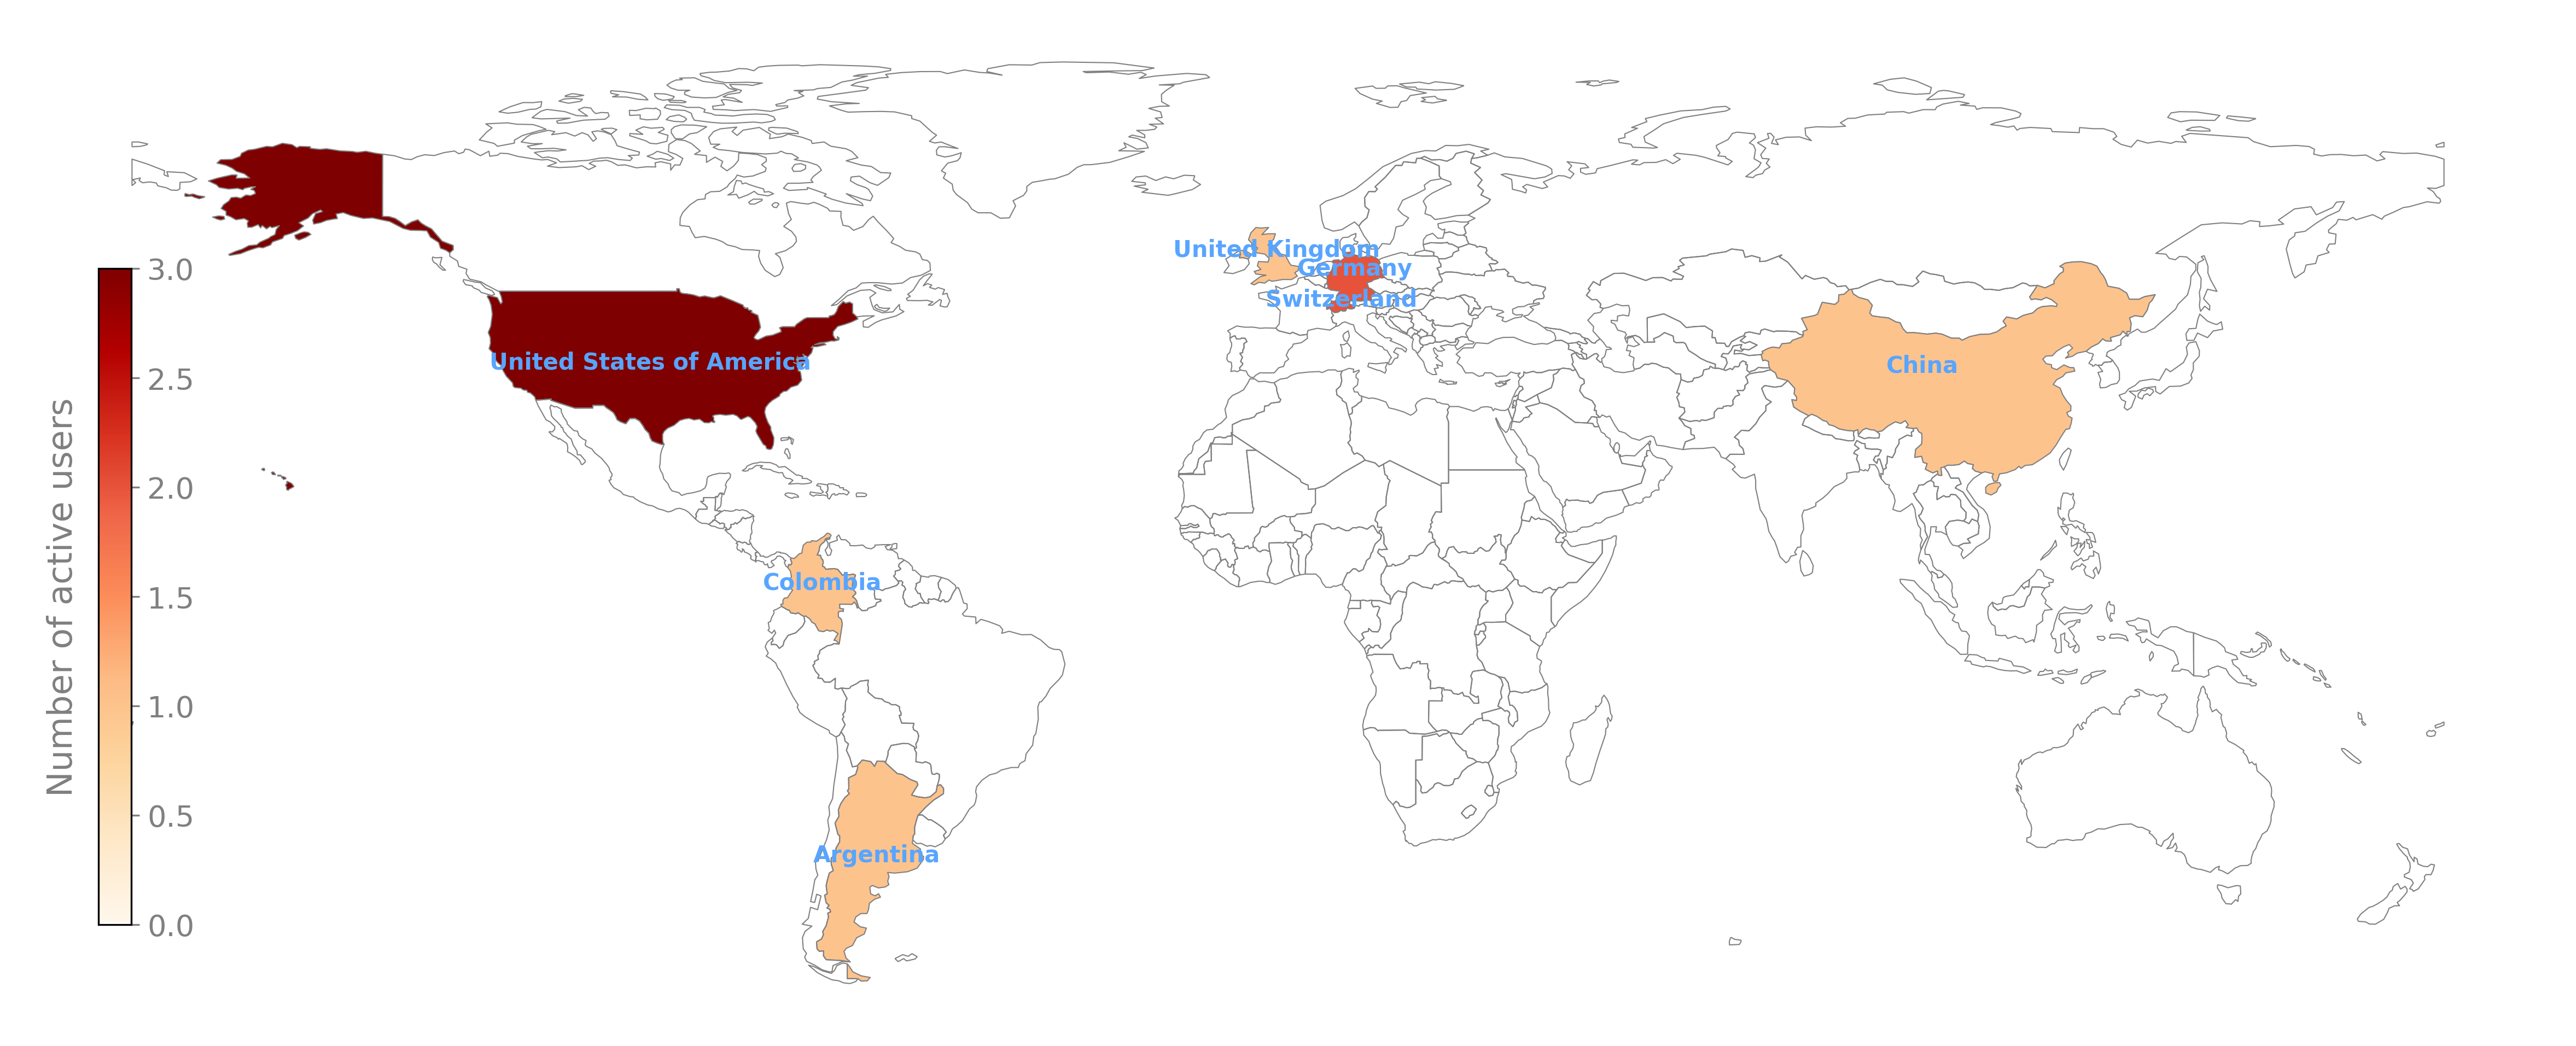 Number of active users
3.0
2.5
2.0
1.5
1.0
0.5
0.0
United Kingdom
Germany
Switzerland
United States of America
China
Colombia
Argentina